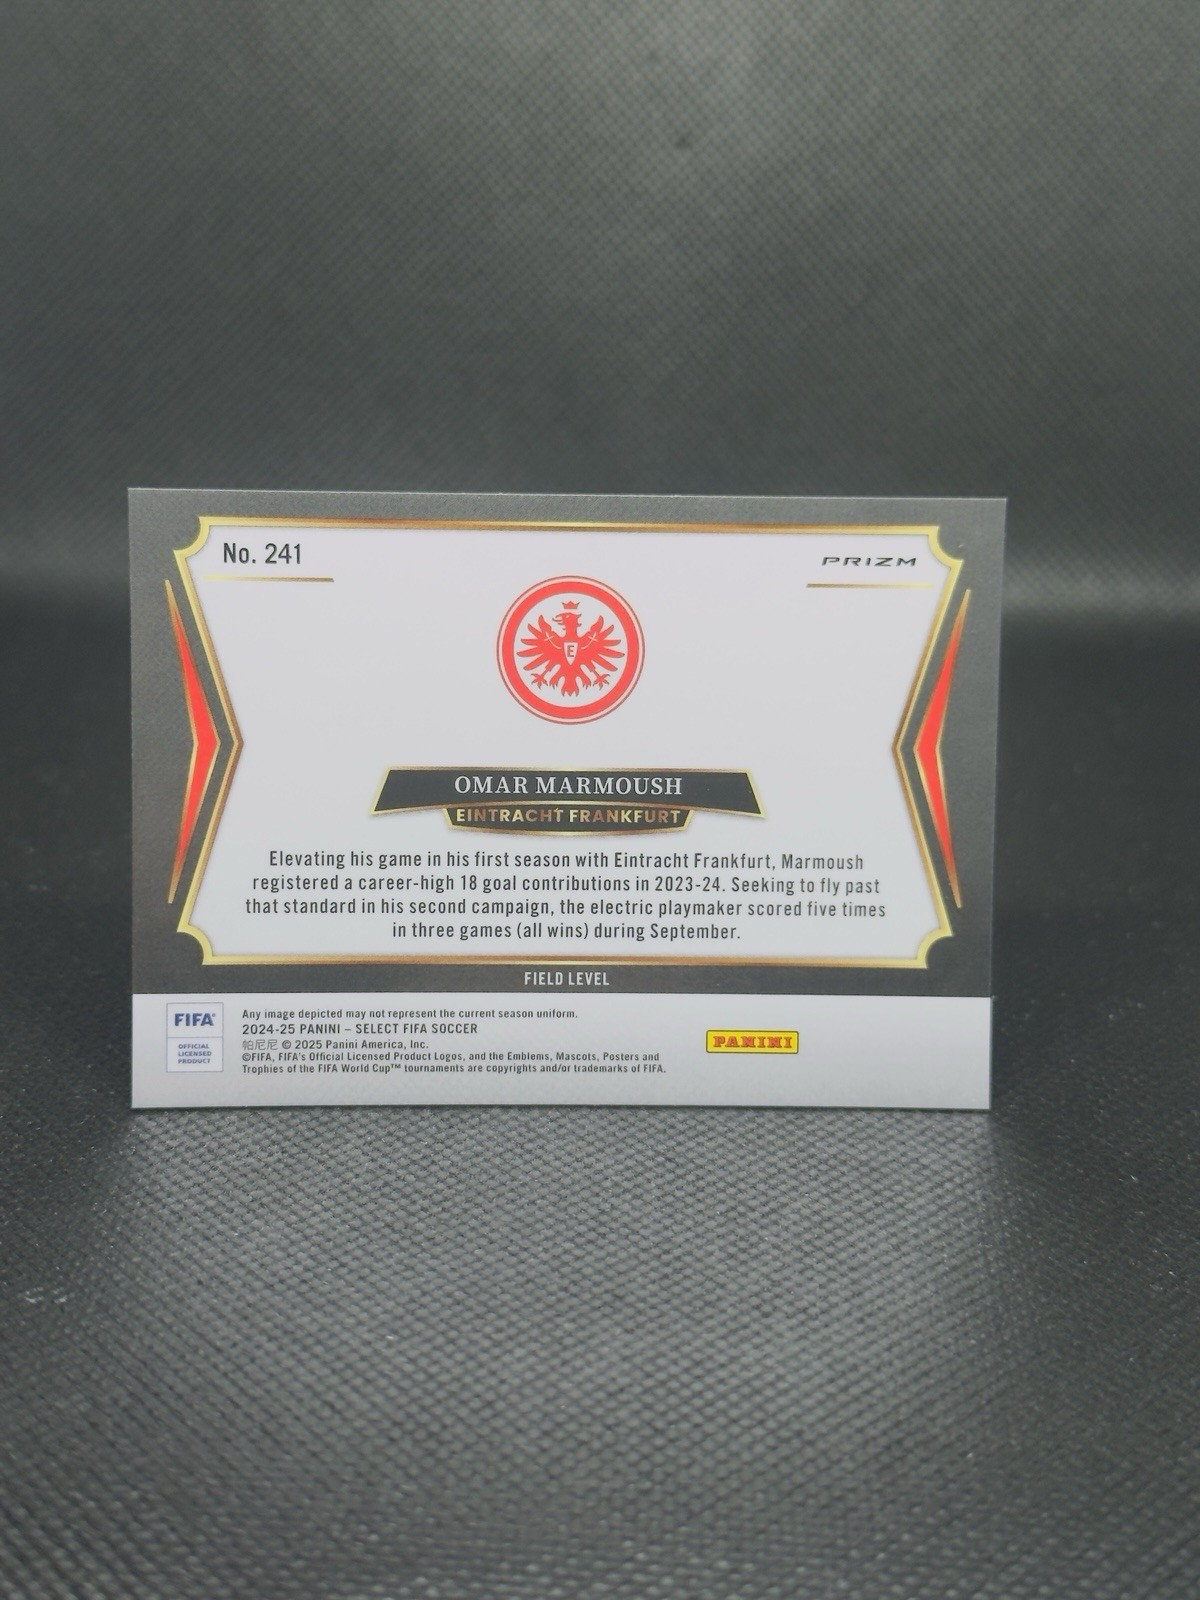 No. 241
PRIZM
E
OMAR MARMOUSH
EINTRACHT FRANKFURT
Elevating his game in his first season with Eintracht Frankfurt, Marmoush
registered a career-high 18 goal contributions in 2023-24. Seeking to fly past
that standard in his second campaign, the electric playmaker scored five times
in three games (all wins) during September.
FIELD LEVEL
FIFA®
OFFICIAL
LICENSED
PRODUCT
Any image depicted may not represent the current season uniform.
2024-25 PANINI – SELECT FIFA SOCCER
帕尼尼 © 2025 Panini America, Inc.
©FIFA, FIFA's Official Licensed Product Logos, and the Emblems, Mascots, Posters and
Trophies of the FIFA World Cup™ tournaments are copyrights and/or trademarks of FIFA.
PANINI